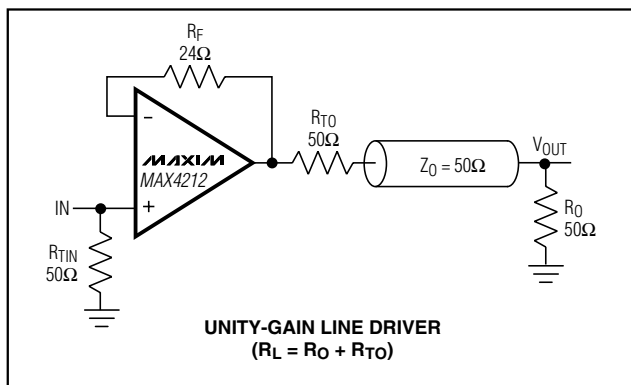 RF
24Ω
−
RTO
50Ω
MAXIM
MAX4212
Z0 = 50Ω
VOUT
IN
+
RTIN
50Ω
RO
50Ω
UNITY-GAIN LINE DRIVER
(RL = RO + RTO)